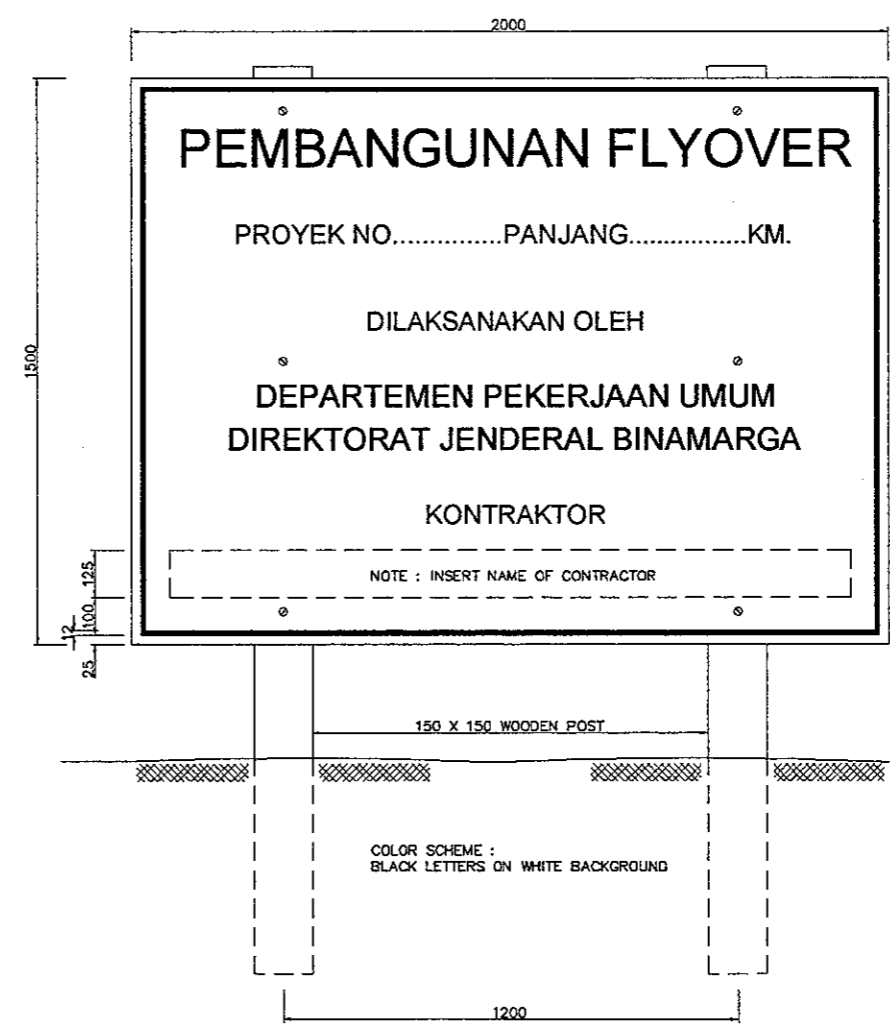 2000
PEMBANGUNAN FLYOVER
PROYEK NO...............PANJANG.................KM.
DILAKSANAKAN OLEH
1500
DEPARTEMEN PEKERJAAN UMUM
DIREKTORAT JENDERAL BINAMARGA
KONTRAKTOR
125
NOTE : INSERT NAME OF CONTRACTOR
100
12
25
150 X 150 WOODEN POST
COLOR SCHEME :
BLACK LETTERS ON WHITE BACKGROUND
1200